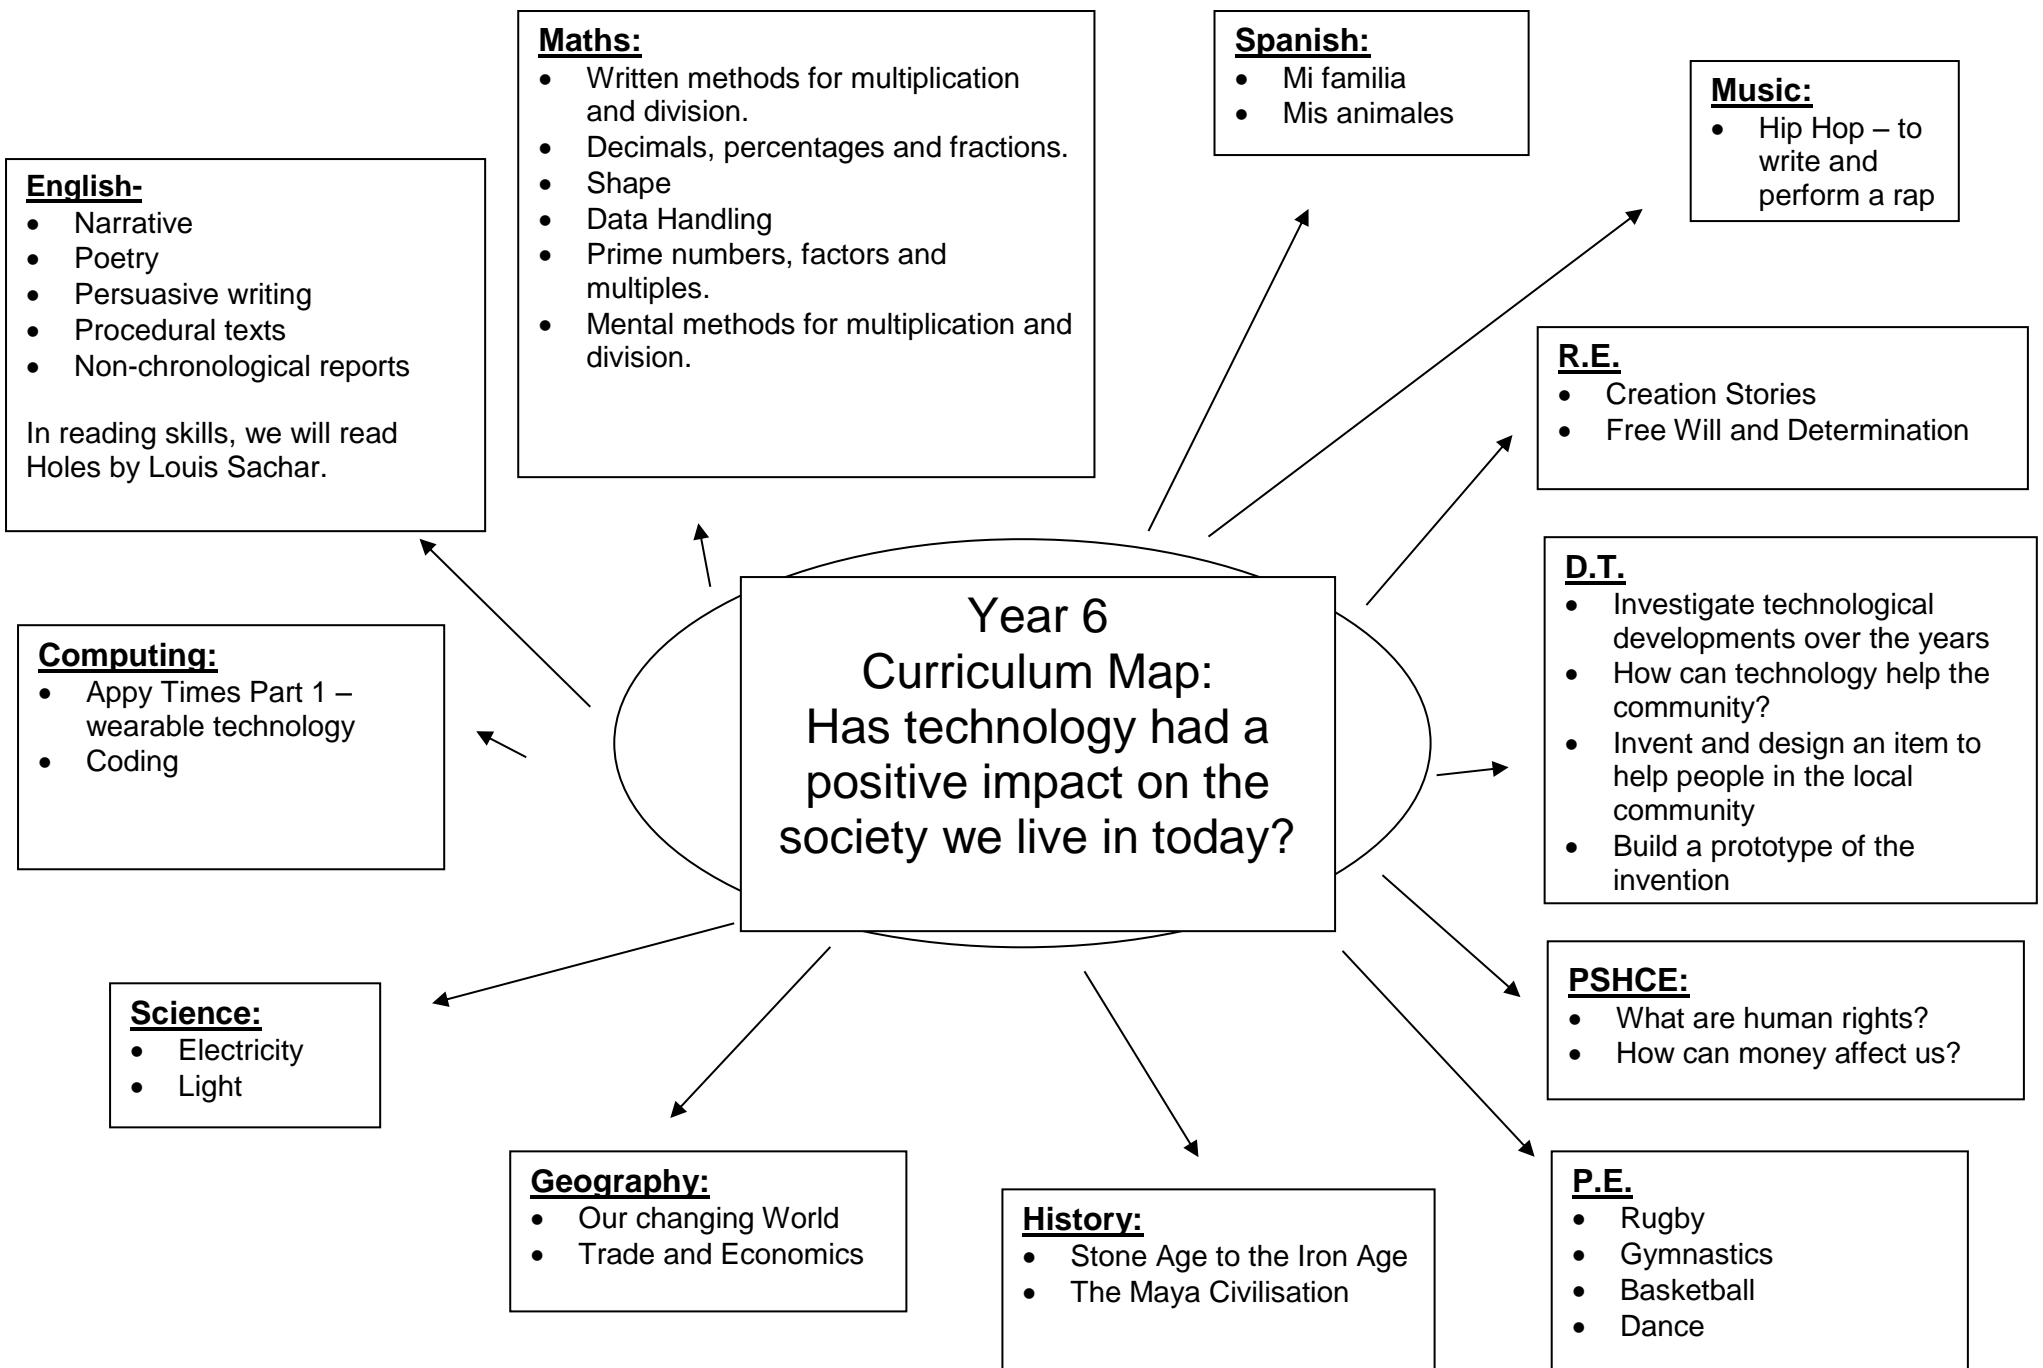 Maths:
• Written methods for multiplication
and division.
• Decimals, percentages and fractions.
• Shape
• Data Handling
• Prime numbers, factors and
multiples.
• Mental methods for multiplication and
division.
Spanish:
• Mi familia
• Mis animales
Music:
• Hip Hop – to
write and
perform a rap
English-
• Narrative
• Poetry
• Persuasive writing
• Procedural texts
• Non-chronological reports
In reading skills, we will read
Holes by Louis Sachar.
R.E.
• Creation Stories
• Free Will and Determination
Computing:
• Appy Times Part 1 –
wearable technology
• Coding
Year 6
Curriculum Map:
Has technology had a
positive impact on the
society we live in today?
D.T.
• Investigate technological
developments over the years
• How can technology help the
community?
• Invent and design an item to
help people in the local
community
• Build a prototype of the
invention
Science:
• Electricity
• Light
PSHCE:
• What are human rights?
• How can money affect us?
Geography:
• Our changing World
• Trade and Economics
History:
• Stone Age to the Iron Age
• The Maya Civilisation
P.E.
• Rugby
• Gymnastics
• Basketball
• Dance